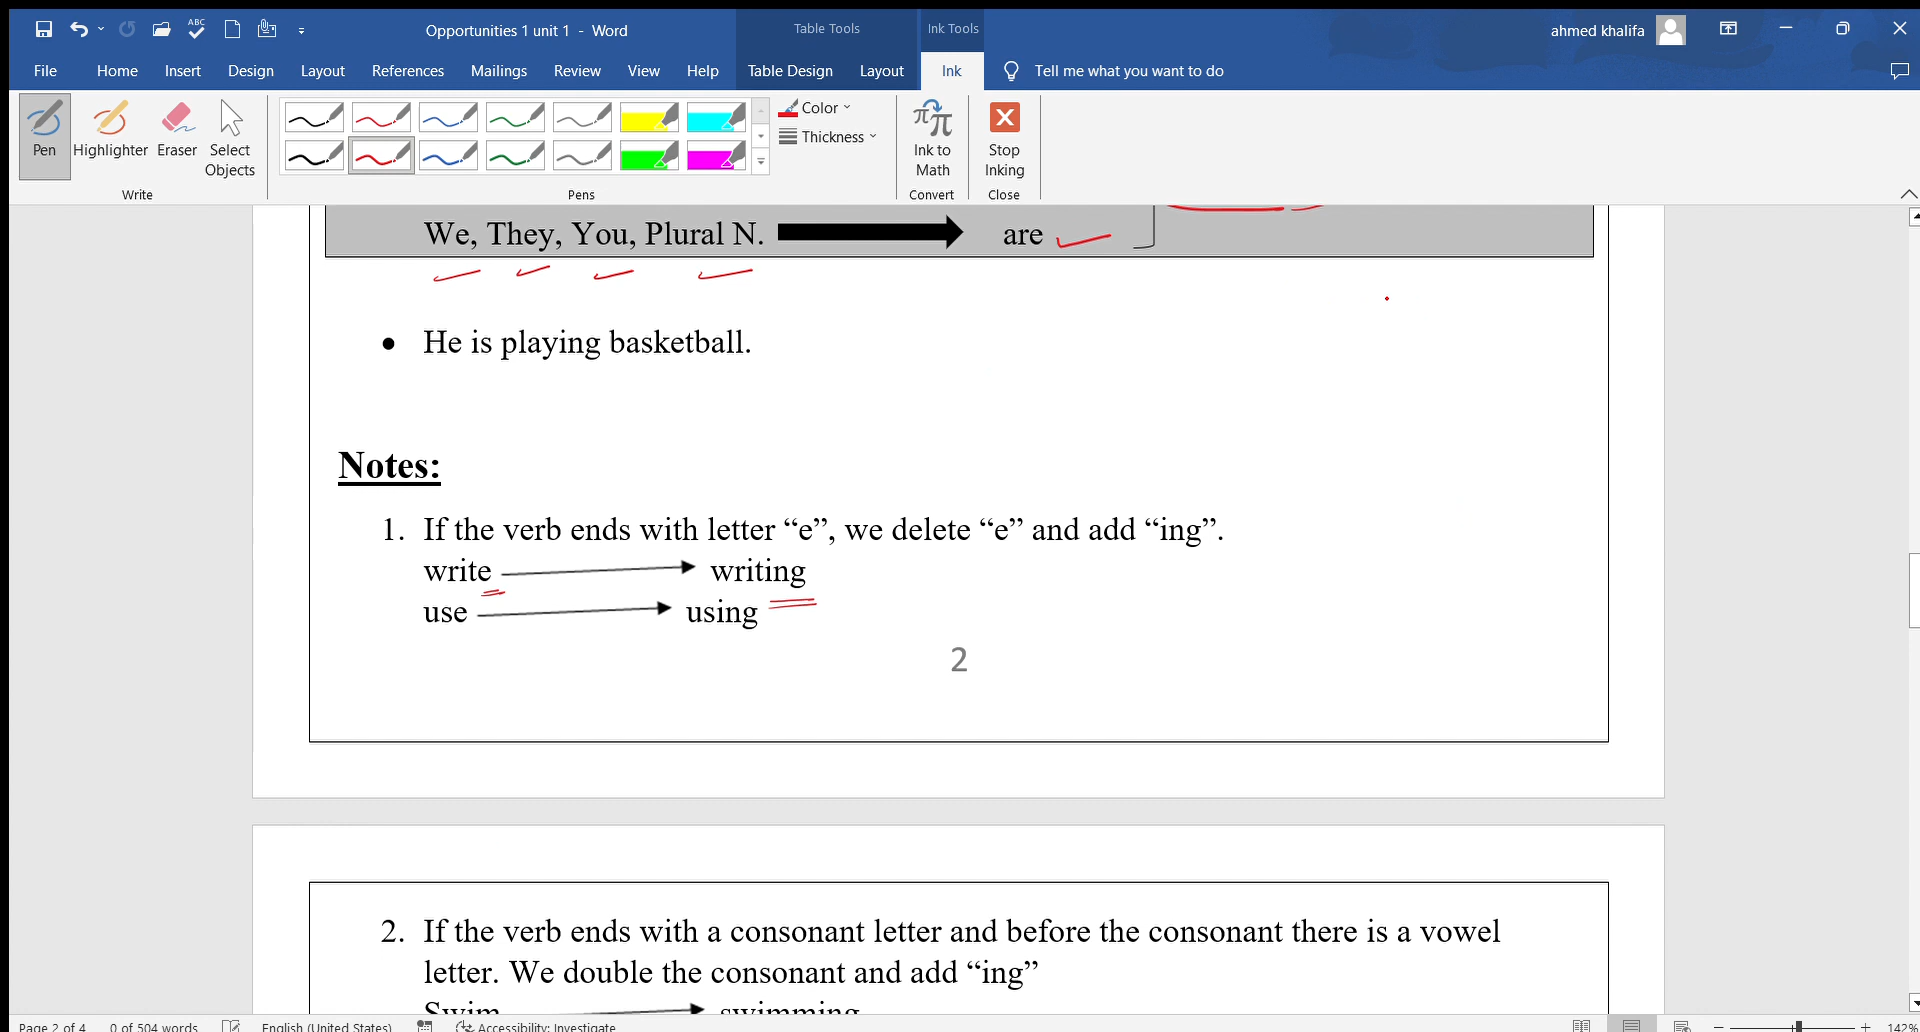 ABC
Opportunities 1 unit 1 - Word
Table Tools
Ink Tools
ahmed khalifa
File Home Insert Design Layout References Mailings Review View Help Table Design Layout Ink Tell me what you want to do
Pen Highlighter Eraser Select Objects
Write
Pens
Color
Thickness
Ink to Math
Convert
Stop Inking
Close
We, They, You, Plural N. are
• He is playing basketball.
Notes:
1. If the verb ends with letter “e”, we delete “e” and add “ing”.
write writing
use using
2
2. If the verb ends with a consonant letter and before the consonant there is a vowel
letter. We double the consonant and add “ing”
Swim swimming
Page 2 of 4 0 of 504 words English (United States) Accessibility: Investigate 142%